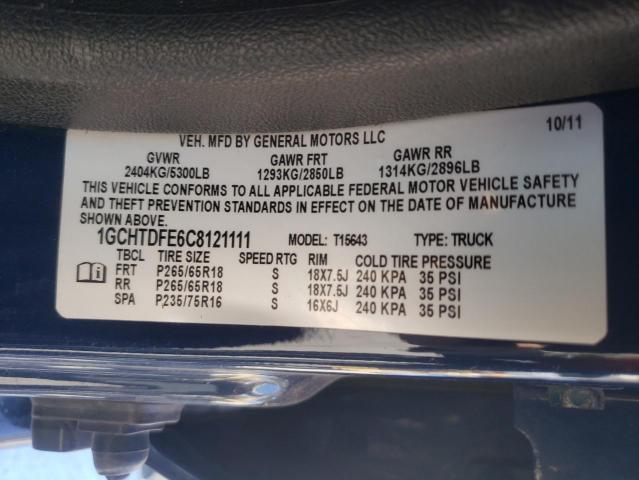 VEH. MFD BY GENERAL MOTORS LLC 10/11
GVWR GAWR FRT GAWR RR
2404KG/5300LB 1293KG/2850LB 1314KG/2896LB
THIS VEHICLE CONFORMS TO ALL APPLICABLE FEDERAL MOTOR VEHICLE SAFETY
AND THEFT PREVENTION STANDARDS IN EFFECT ON THE DATE OF MANUFACTURE
SHOWN ABOVE.
1GCHTDFE6C8121111 MODEL: T15643 TYPE: TRUCK
TBCL TIRE SIZE SPEED RTG RIM COLD TIRE PRESSURE
FRT P265/65R18 S 18X7.5J 240 KPA 35 PSI
RR P265/65R18 S 18X7.5J 240 KPA 35 PSI
SPA P235/75R16 S 16X6J 240 KPA 35 PSI